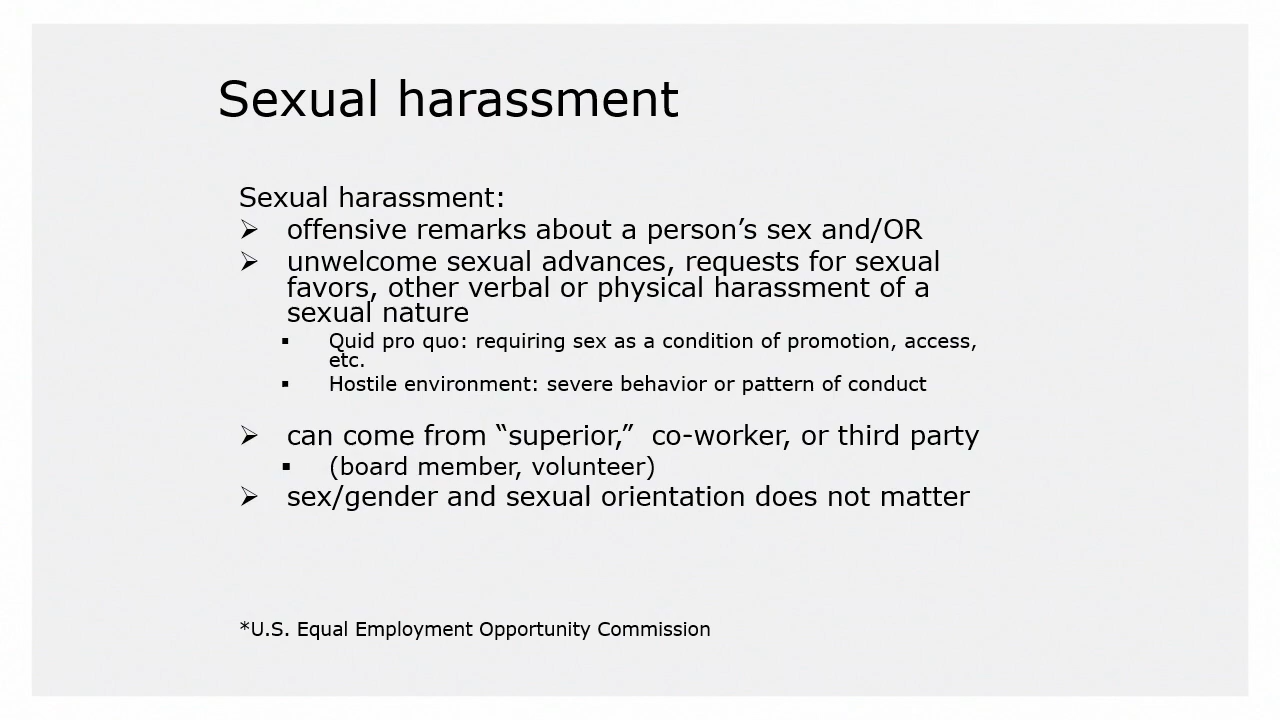 Sexual harassment
Sexual harassment:
➢ offensive remarks about a person’s sex and/OR
➢ unwelcome sexual advances, requests for sexual
favors, other verbal or physical harassment of a
sexual nature
▪ Quid pro quo: requiring sex as a condition of promotion, access,
etc.
▪ Hostile environment: severe behavior or pattern of conduct
➢ can come from “superior,”  co-worker, or third party
▪ (board member, volunteer)
➢ sex/gender and sexual orientation does not matter
*U.S. Equal Employment Opportunity Commission